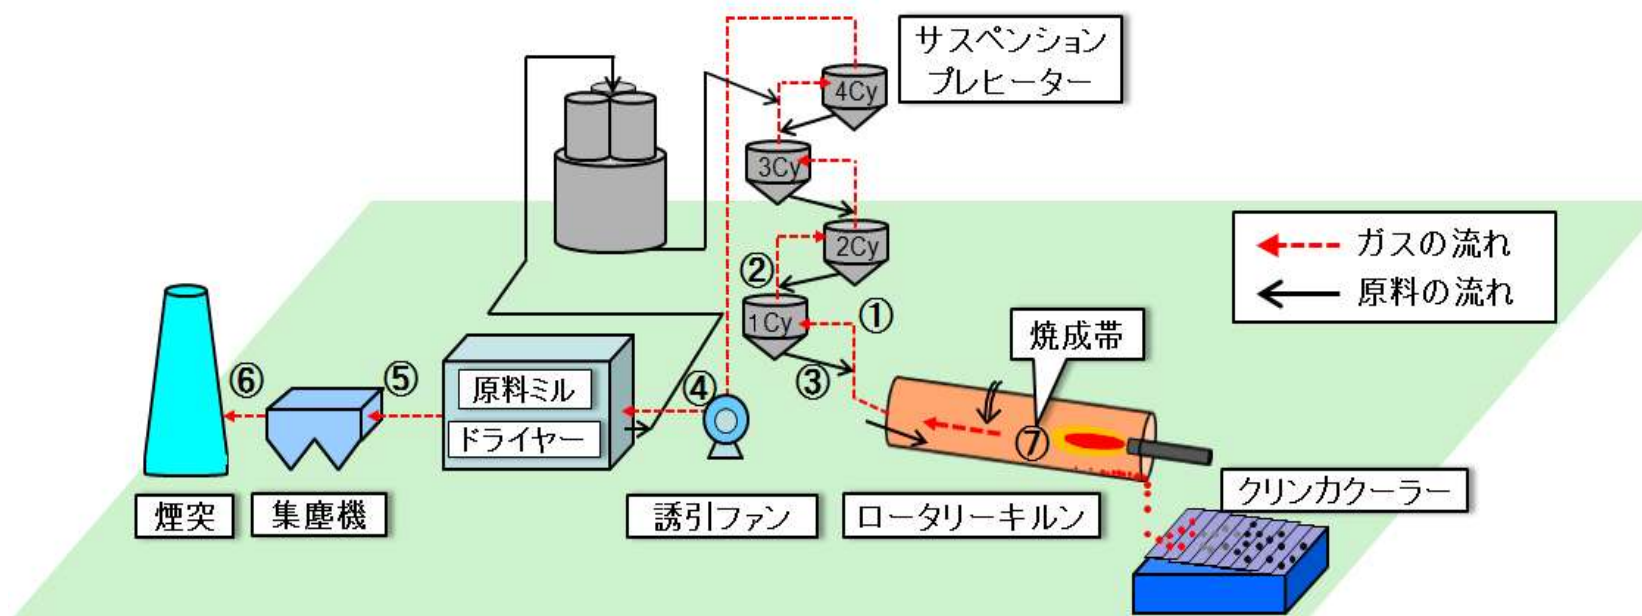 サスペンション
プレヒーター
4Cy
3Cy
2Cy
②
1Cy
①
③
ガスの流れ
原料の流れ
焼成帯
⑥
⑤
原料ミル
ドライヤー
④
⑦
煙突
集塵機
誘引ファン
ロータリーキルン
クリンカクーラー